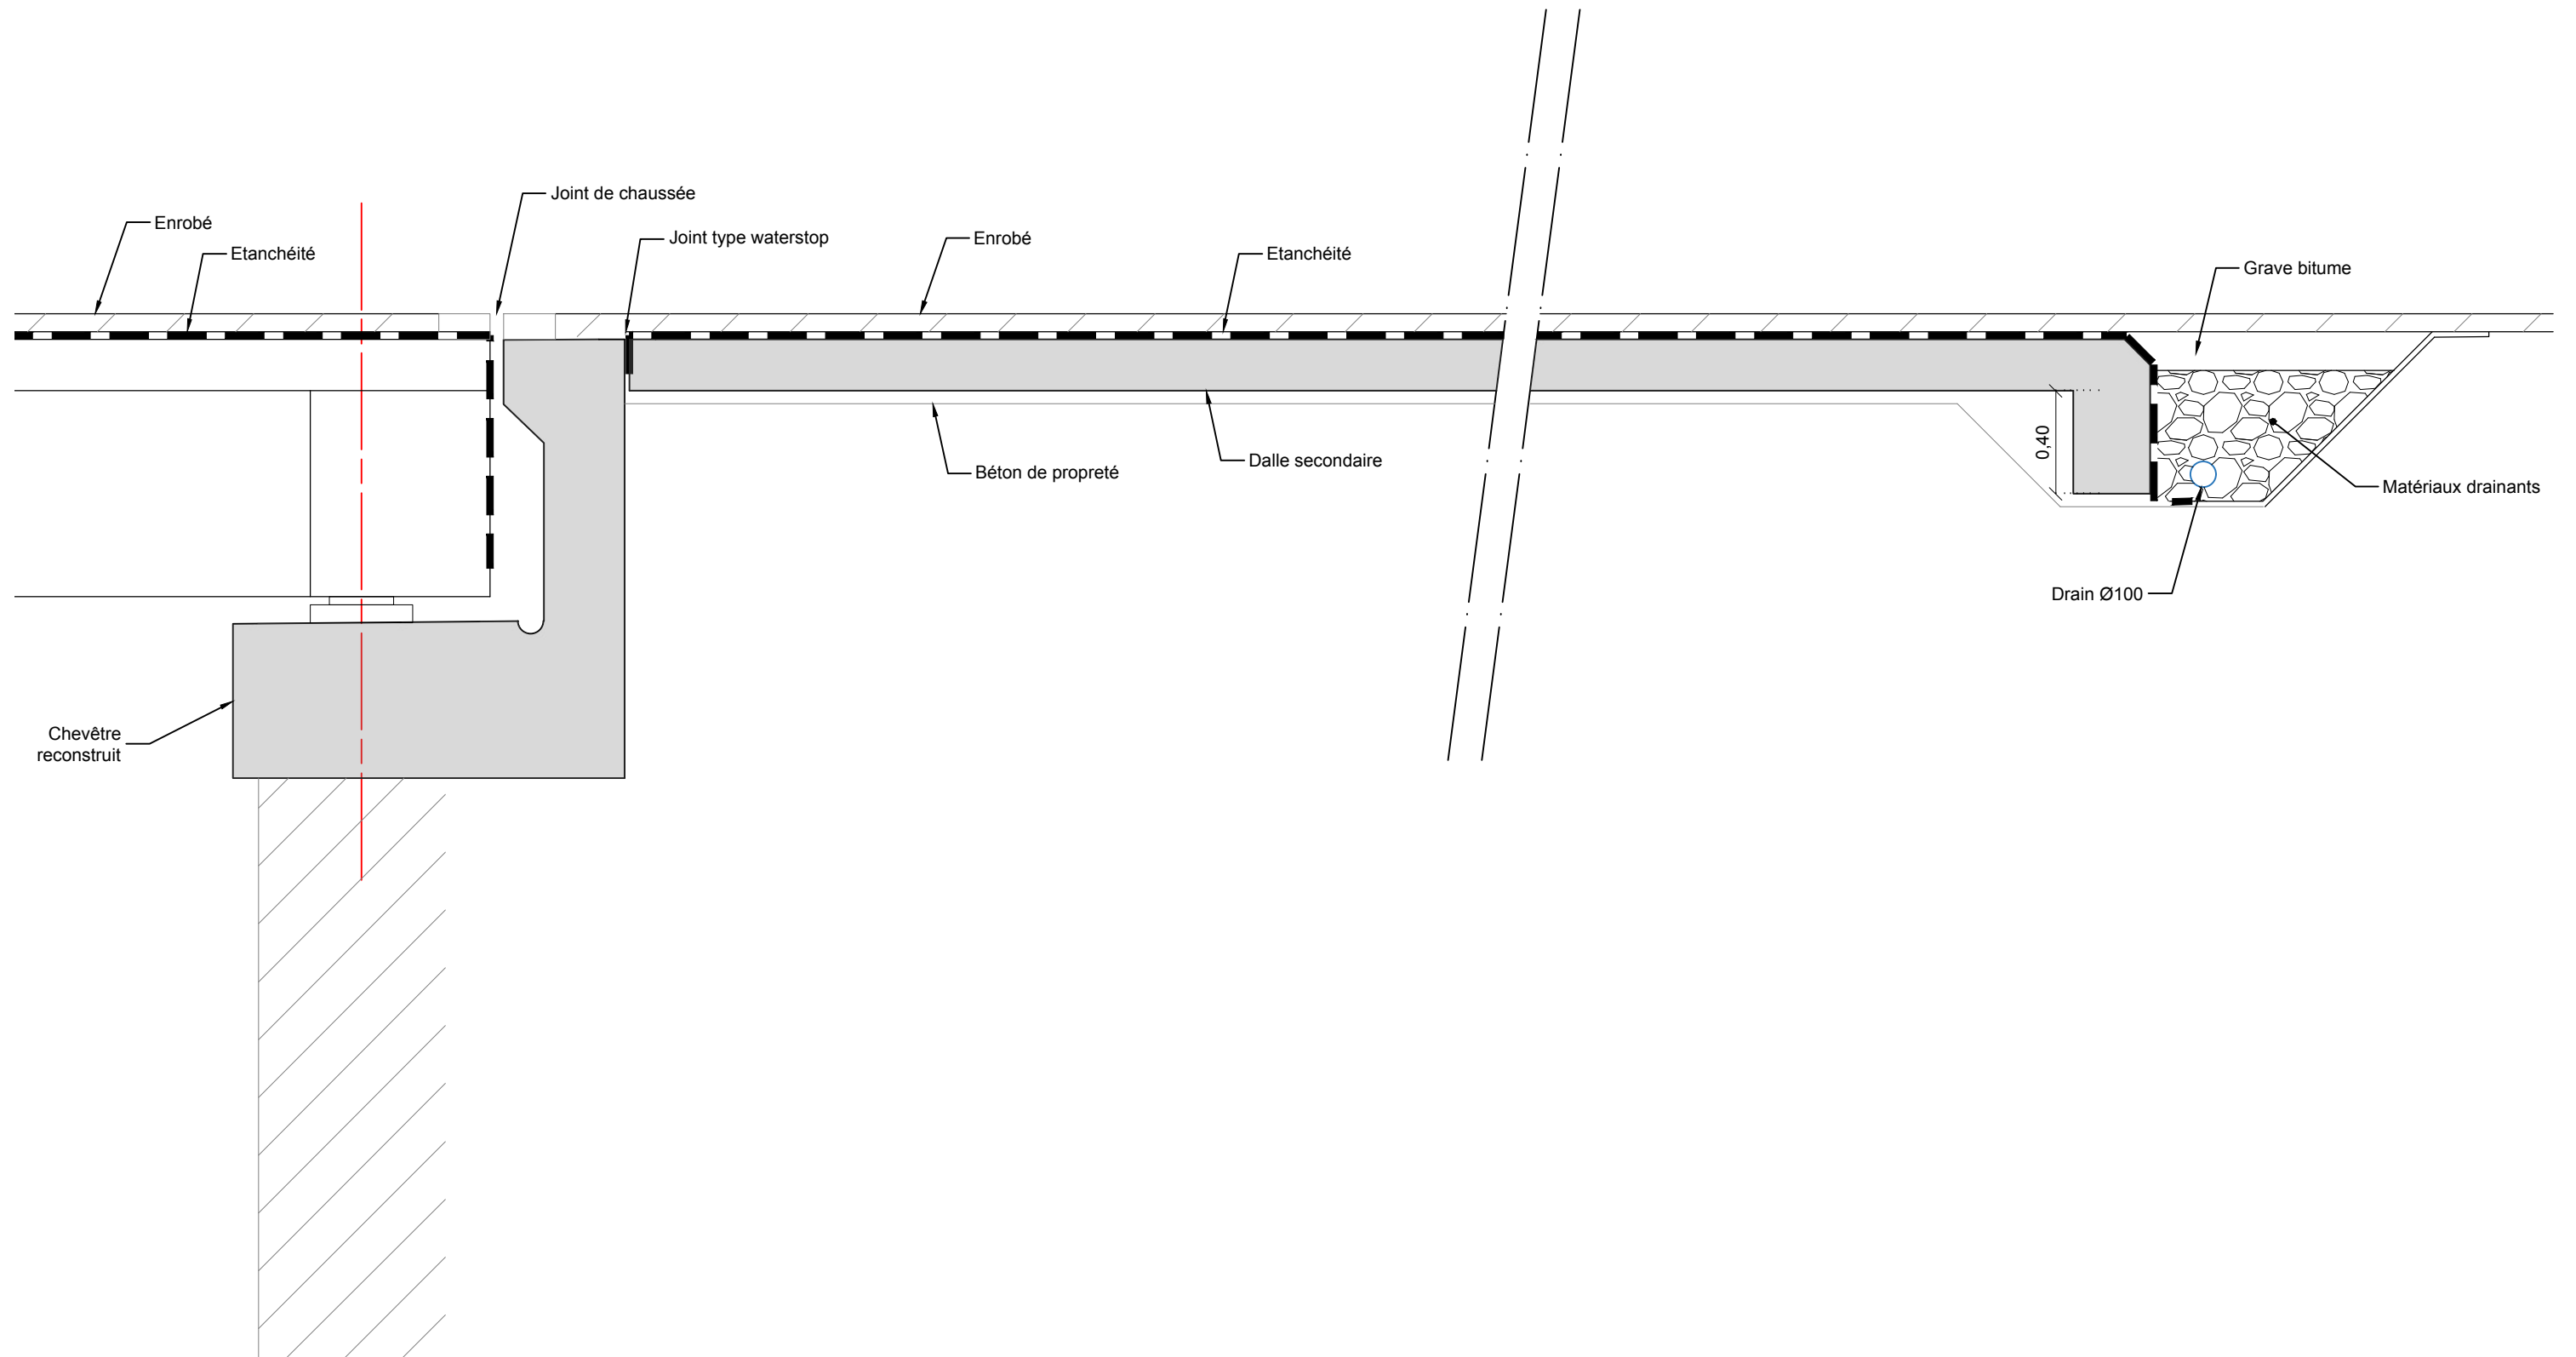 Joint de chaussée
Enrobé
Joint type waterstop
Enrobé
Etanchéité
Etanchéité
Grave bitume
0,40
Dalle secondaire
Béton de propreté
Matériaux drainants
Drain Ø100
Chevêtre
reconstruit